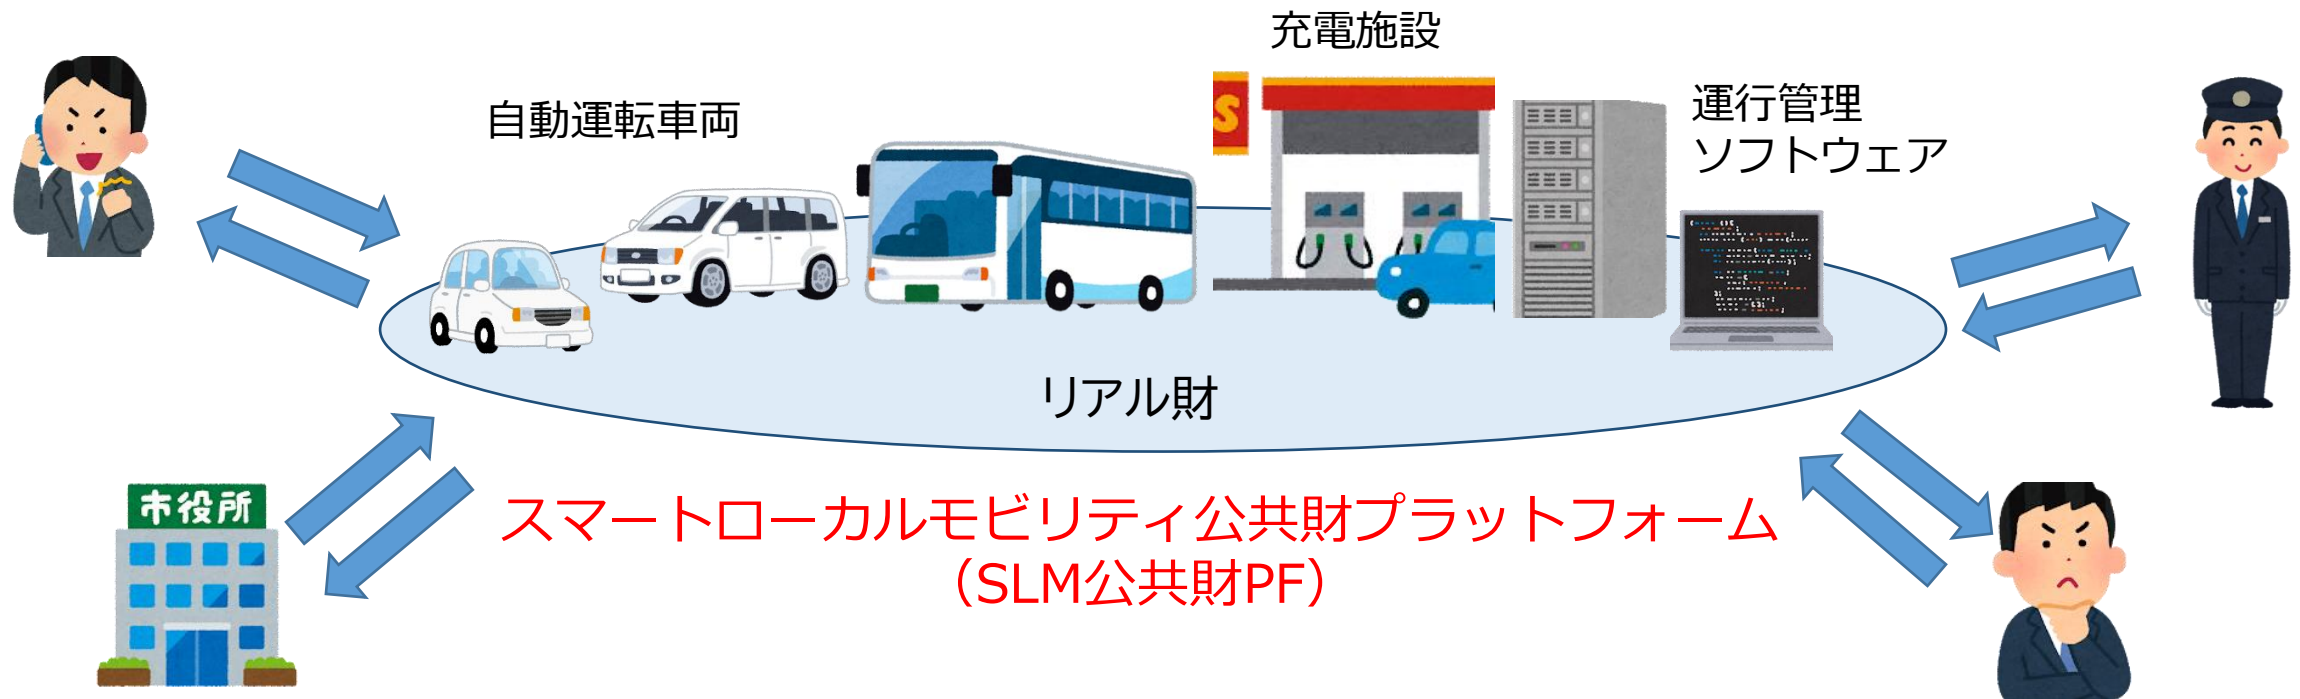 充電施設
自動運転車両
運行管理
ソフトウェア
S
リアル財
市役所
スマートローカルモビリティ公共財プラットフォーム
（SLM公共財PF）